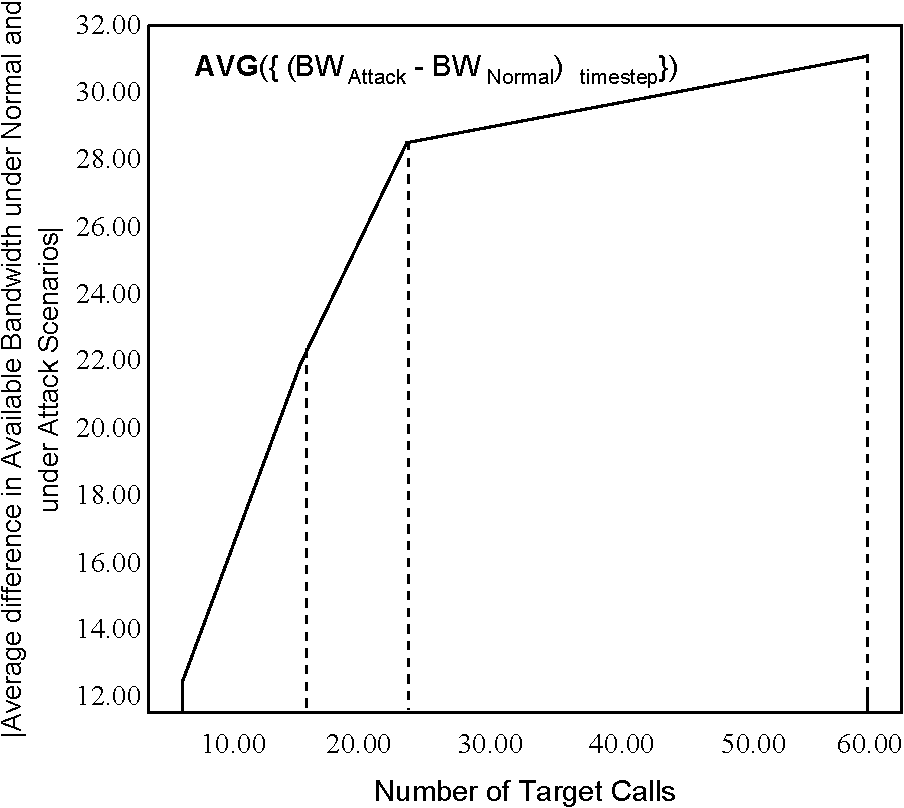 |Average difference in Available Bandwidth under Normal and
under Attack Scenarios|
32.00
30.00
28.00
26.00
24.00
22.00
20.00
18.00
16.00
14.00
12.00
AVG({ (BW Attack - BW Normal) timestep})
10.00 20.00 30.00 40.00 50.00 60.00
Number of Target Calls